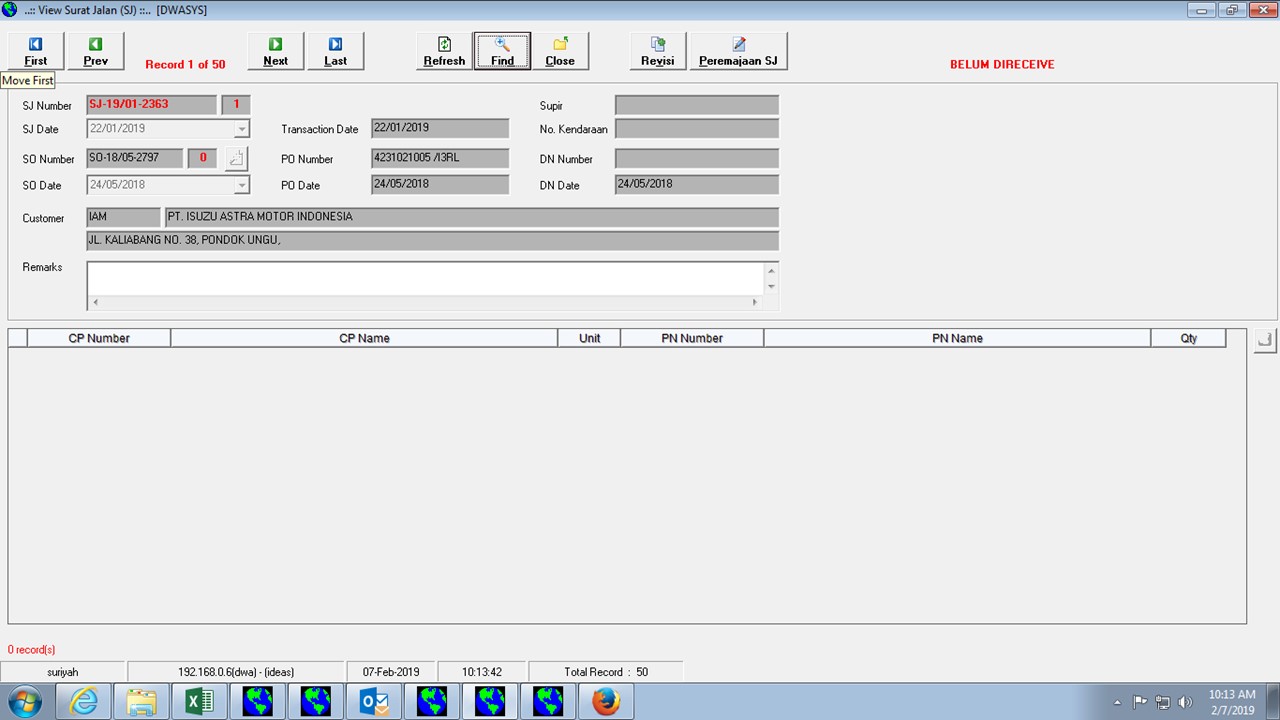 ..:: View Surat Jalan (SJ) ::.. [DWASYS]
First Prev Record 1 of 50 Next Last Refresh Find Close Revisi Peremajaan SJ BELUM DIRECEIVE
Move First
SJ Number SJ-19/01-2363 1 Supir
SJ Date 22/01/2019 Transaction Date 22/01/2019 No. Kendaraan
SO Number SO-18/05-2797 0 PO Number 4231021005 /I3RL DN Number
SO Date 24/05/2018 PO Date 24/05/2018 DN Date 24/05/2018
Customer IAM PT. ISUZU ASTRA MOTOR INDONESIA
JL. KALIABANG NO. 38, PONDOK UNGU,
Remarks
CP Number CP Name Unit PN Number PN Name Qty
0 record(s)
suriyah 192.168.0.6(dwa) - (ideas) 07-Feb-2019 10:13:42 Total Record : 50
10:13 AM
2/7/2019